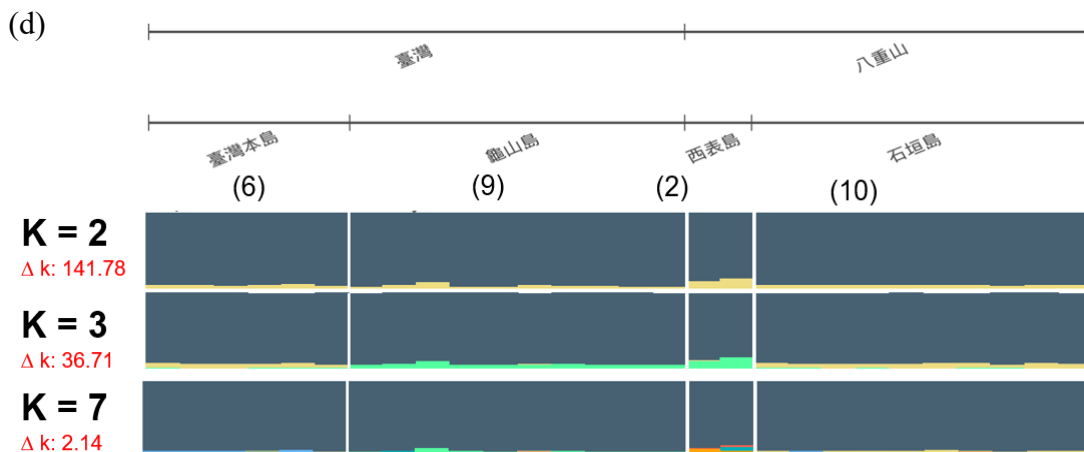 (d)
臺灣
八重山
臺灣本島
龜山島
西表島
石垣島
(6)
(9)
(2)
(10)
K = 2
Δ k: 141.78
K = 3
Δ k: 36.71
K = 7
Δ k: 2.14